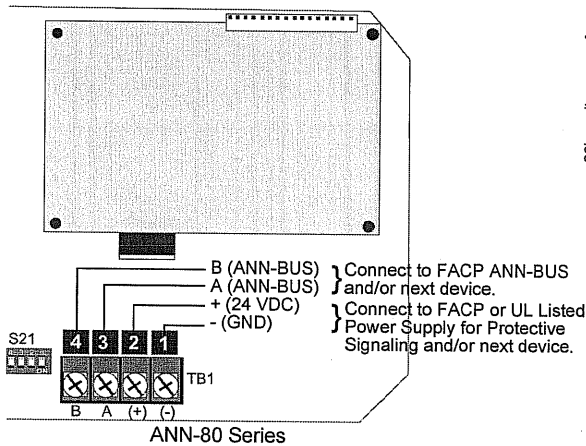 B (ANN-BUS)
A (ANN-BUS)
+ (24 VDC)
- (GND)
} Connect to FACP ANN-BUS
and/or next device.
} Connect to FACP or UL Listed
Power Supply for Protective
Signaling and/or next device.
S21
ON
4 3 2 1
TB1
B A (+) (-)
ANN-80 Series